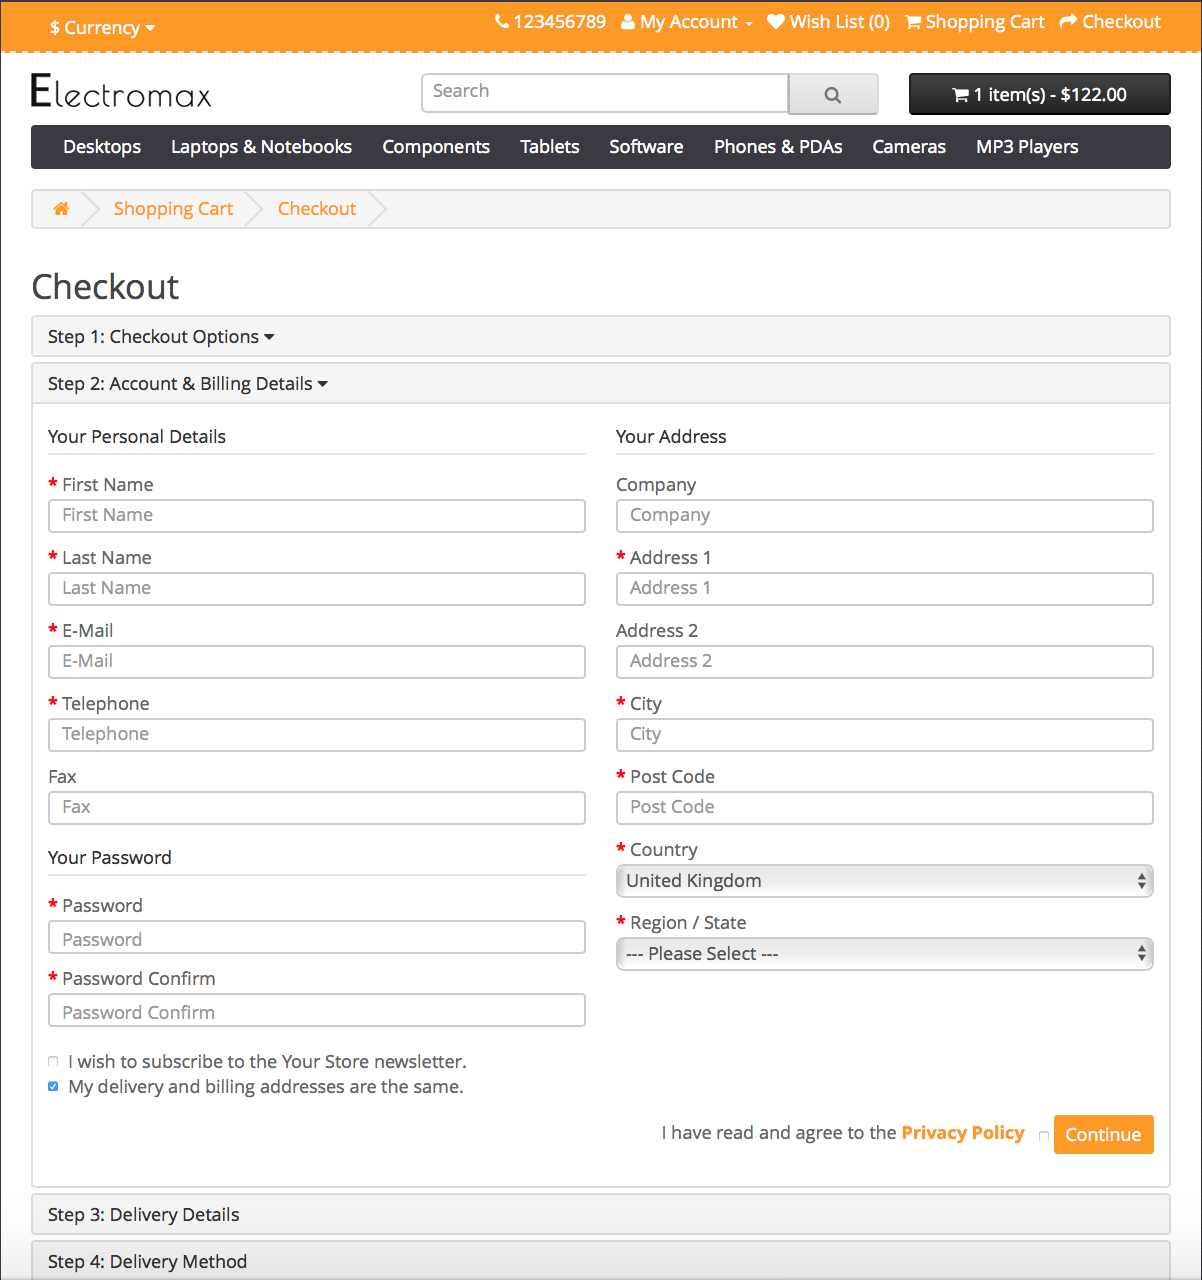 $ Currency
123456789 My Account Wish List (0) Shopping Cart Checkout
Electromax
Search
1 item(s) - $122.00
Desktops Laptops & Notebooks Components Tablets Software Phones & PDAs Cameras MP3 Players
Shopping Cart Checkout
Checkout
Step 1: Checkout Options
Step 2: Account & Billing Details
Your Personal Details
* First Name
First Name
* Last Name
Last Name
* E-Mail
E-Mail
* Telephone
Telephone
Fax
Fax
Your Password
* Password
Password
* Password Confirm
Password Confirm
I wish to subscribe to the Your Store newsletter.
My delivery and billing addresses are the same.
Your Address
Company
Company
* Address 1
Address 1
Address 2
Address 2
* City
City
* Post Code
Post Code
* Country
United Kingdom
* Region / State
--- Please Select ---
I have read and agree to the Privacy Policy
Continue
Step 3: Delivery Details
Step 4: Delivery Method